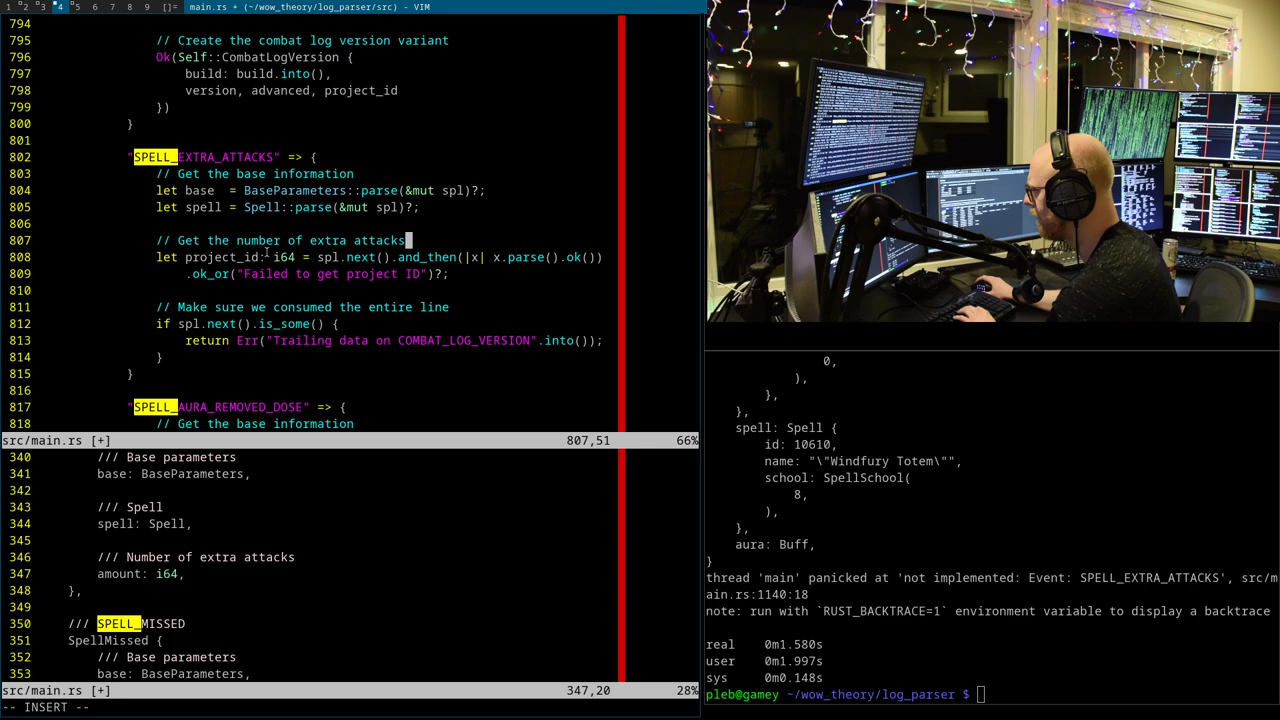 1 2 3 4 5 6 7 8 9 []= main.rs + (~/wow_theory/log_parser/src) - VIM
794
795 // Create the combat log version variant
796 Ok(Self::CombatLogVersion {
797 build: build.into(),
798 version, advanced, project_id
799 })
800 }
801
802 "SPELL_EXTRA_ATTACKS" => {
803 // Get the base information
804 let base  = BaseParameters::parse(&mut spl)?;
805 let spell = Spell::parse(&mut spl)?;
806
807 // Get the number of extra attacks
808 let project_id: i64 = spl.next().and_then(|x| x.parse().ok())
809 .ok_or("Failed to get project ID")?;
810
811 // Make sure we consumed the entire line
812 if spl.next().is_some() {
813 return Err("Trailing data on COMBAT_LOG_VERSION".into());
814 }
815 }
816
817 "SPELL_AURA_REMOVED_DOSE" => {
818 // Get the base information
src/main.rs [+] 807,51 66%
340 /// Base parameters
341 base: BaseParameters,
342
343 /// Spell
344 spell: Spell,
345
346 /// Number of extra attacks
347 amount: i64,
348 },
349
350 /// SPELL_MISSED
351 SpellMissed {
352 /// Base parameters
353 base: BaseParameters,
src/main.rs [+] 347,20 28%
-- INSERT --
0,
),
},
},
spell: Spell {
id: 10610,
name: "\"Windfury Totem\"",
school: SpellSchool(
8,
),
},
aura: Buff,
}
thread 'main' panicked at 'not implemented: Event: SPELL_EXTRA_ATTACKS', src/m
ain.rs:1140:18
note: run with `RUST_BACKTRACE=1` environment variable to display a backtrace
real 0m1.580s
user 0m1.997s
sys 0m0.148s
pleb@gamey ~/wow_theory/log_parser $